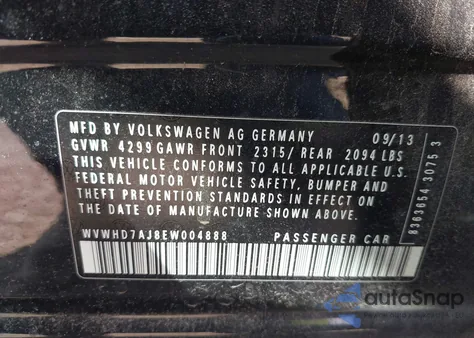 MFD BY VOLKSWAGEN AG GERMANY 09/13
GVWR 4299 GAWR FRONT 2315/ REAR 2094 LBS
THIS VEHICLE CONFORMS TO ALL APPLICABLE U.S.
FEDERAL MOTOR VEHICLE SAFETY, BUMPER AND
THEFT PREVENTION STANDARDS IN EFFECT ON
THE DATE OF MANUFACTURE SHOWN ABOVE.
WVWHD7AJ8EW004888 PASSENGER CAR
8363654 3075 3
autoSnap